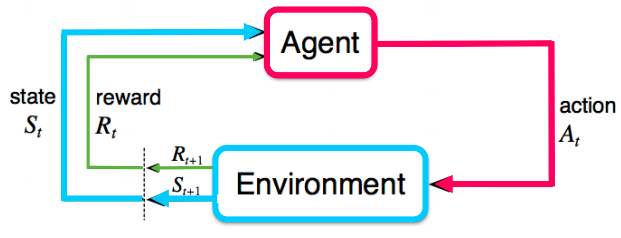 Agent
state
S_t
reward
R_t
action
A_t
R_{t+1}
S_{t+1}
Environment